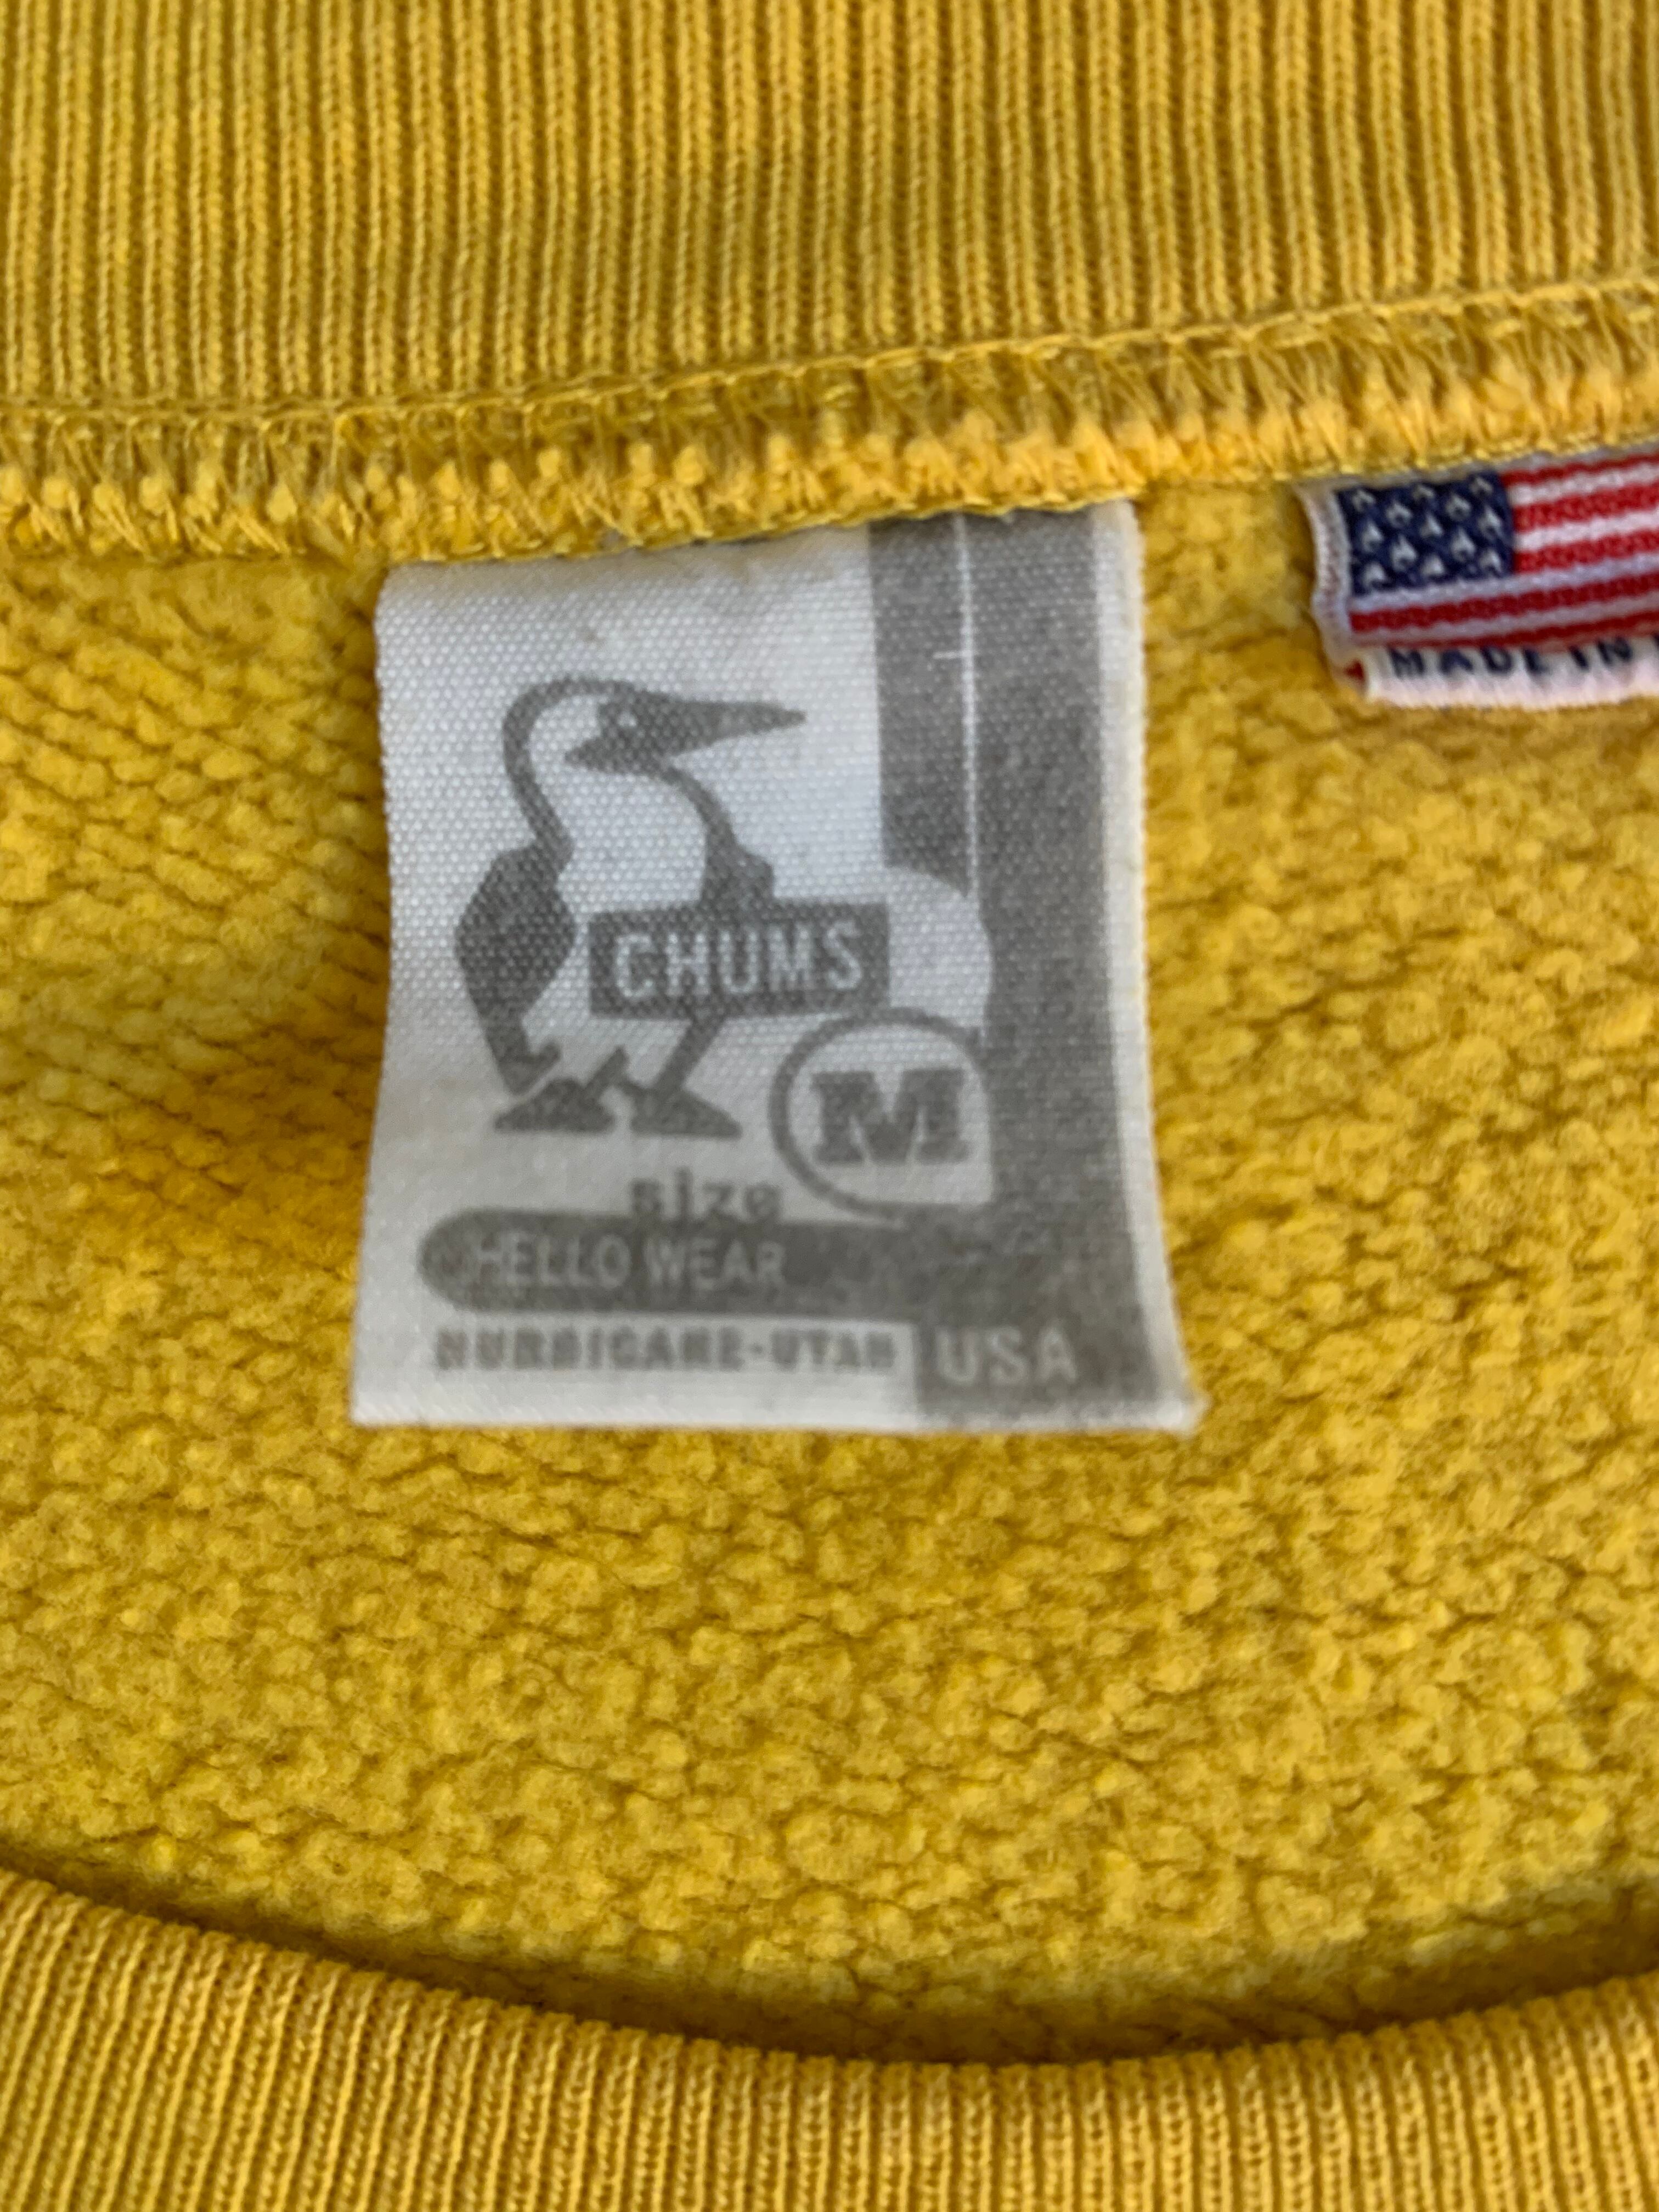 MADE IN
CHUMS
M
size
HELLO WEAR
HURRICANE-UTAH USA